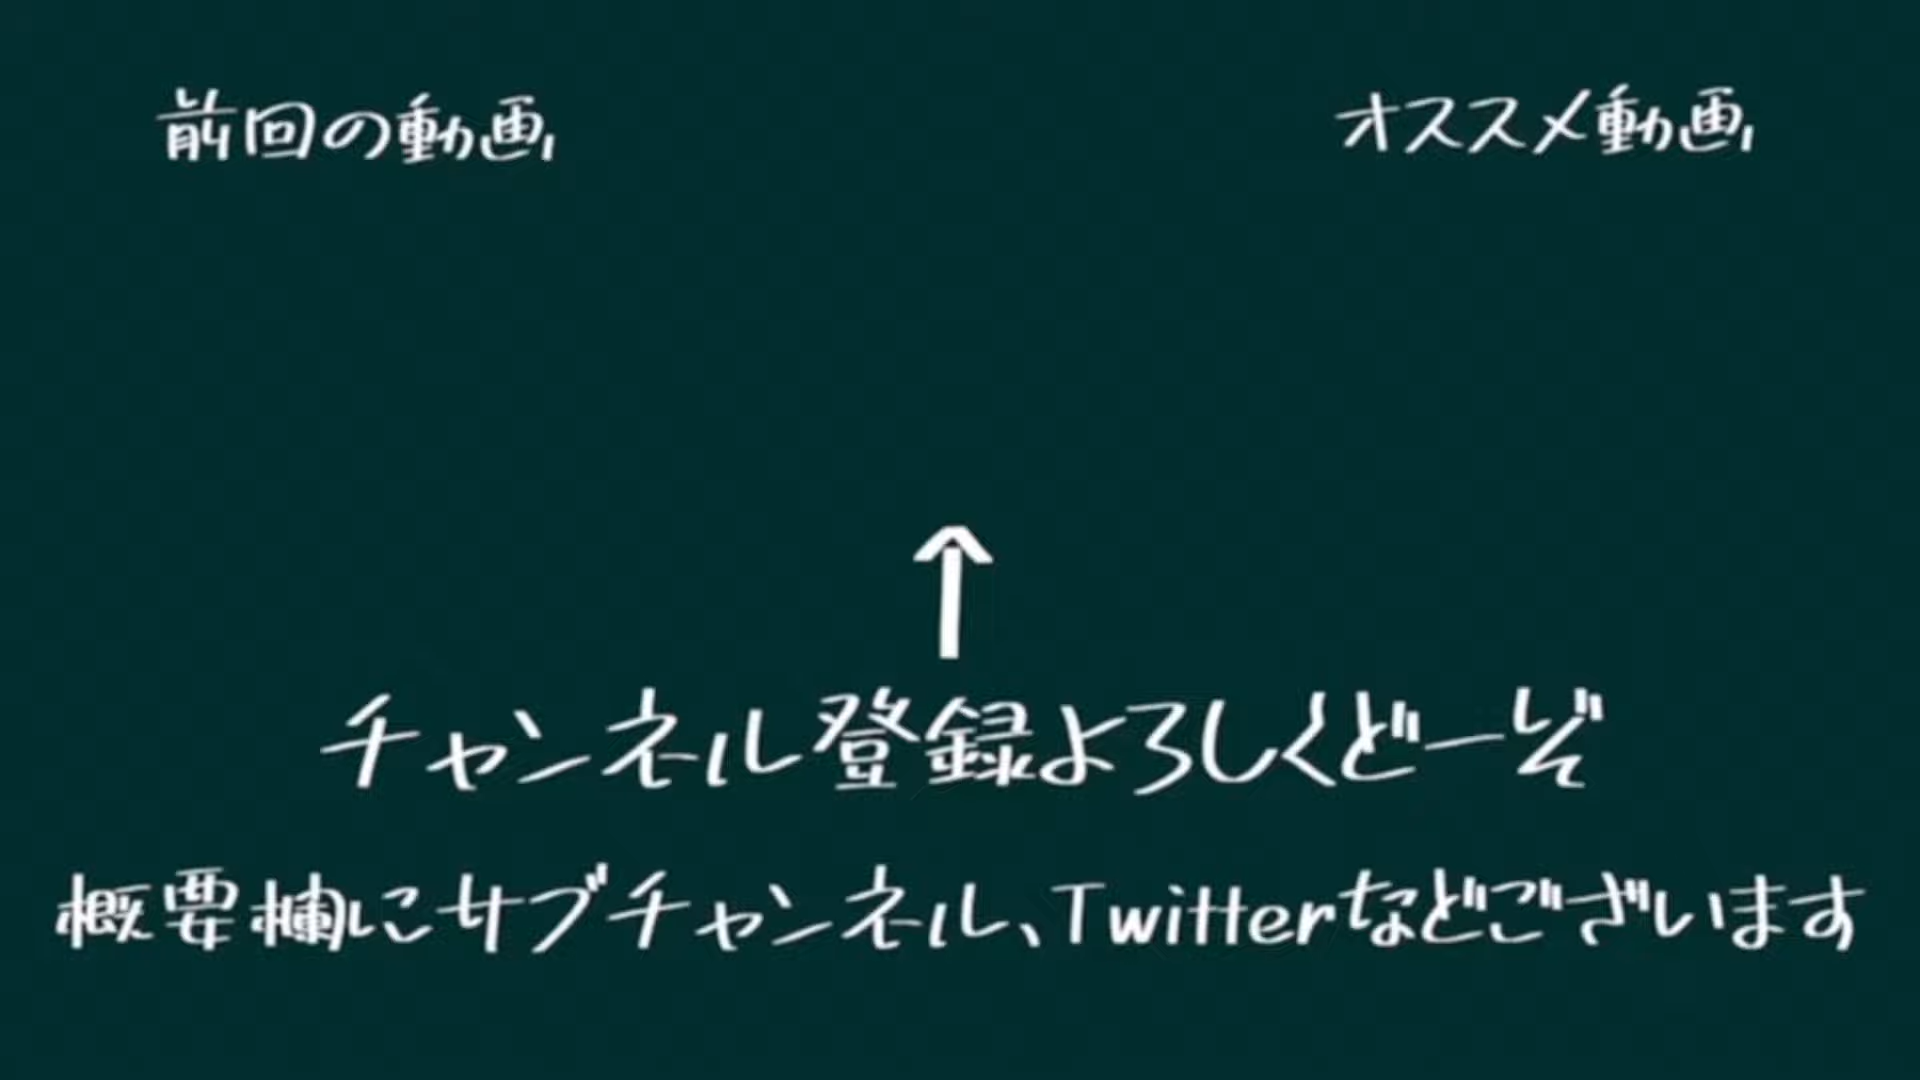 前回の動画
オススメ動画
↑
チャンネル登録よろしくどーぞ
概要欄にサブチャンネル、Twitterなどございます